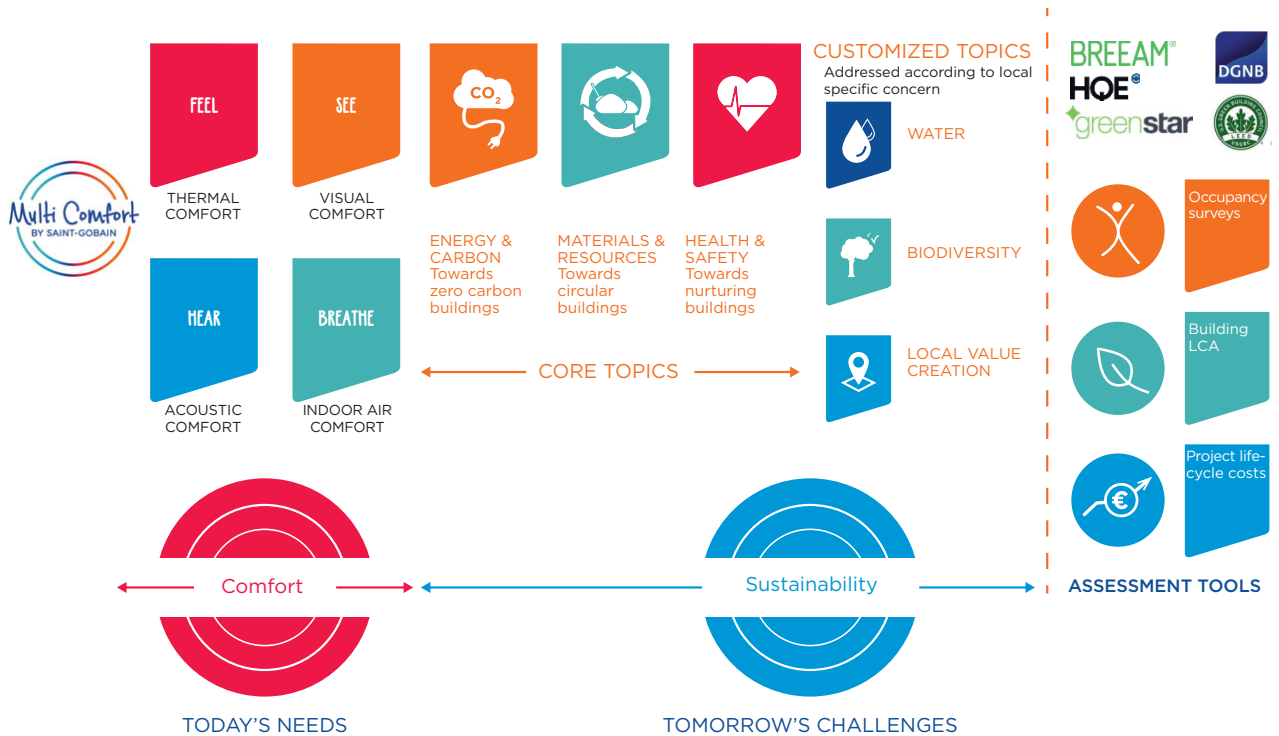 Multi Comfort
BY SAINT-GOBAIN
FEEL
THERMAL
COMFORT
SEE
VISUAL
COMFORT
HEAR
ACOUSTIC
COMFORT
BREATHE
INDOOR AIR
COMFORT
CO2
ENERGY &
CARBON
Towards
zero carbon
buildings
MATERIALS &
RESOURCES
Towards
circular
buildings
HEALTH &
SAFETY
Towards
nurturing
buildings
CORE TOPICS
CUSTOMIZED TOPICS
Addressed according to local
specific concern
WATER
BIODIVERSITY
LOCAL VALUE
CREATION
BREEAM®
DGNB
HQE
greenstar
LEED
USGBC
Occupancy
surveys
Building
LCA
Project life-
cycle costs
€
ASSESSMENT TOOLS
Comfort
Sustainability
TODAY'S NEEDS
TOMORROW'S CHALLENGES